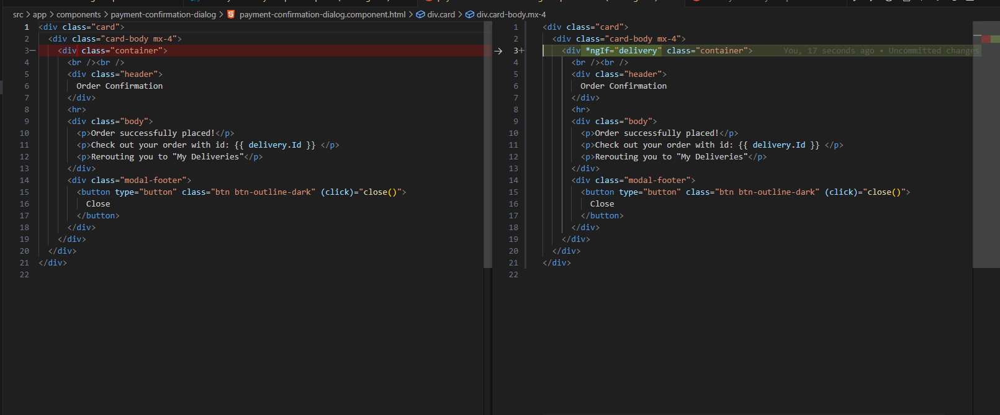 src > app > components > payment-confirmation-dialog > payment-confirmation-dialog.component.html > div.card > div.card-body.mx-4
1 <div class="card">
2 <div class="card-body mx-4">
3 <div class="container">
4 <br /><br />
5 <div class="header">
6 Order Confirmation
7 </div>
8 <hr>
9 <div class="body">
10 <p>Order successfully placed!</p>
11 <p>Check out your order with id: {{ delivery.Id }} </p>
12 <p>Rerouting you to "My Deliveries"</p>
13 </div>
14 <div class="modal-footer">
15 <button type="button" class="btn btn-outline-dark" (click)="close()">
16 Close
17 </button>
18 </div>
19 </div>
20 </div>
21 </div>
22
1 <div class="card">
2 <div class="card-body mx-4">
3+ <div *ngIf="delivery" class="container"> You, 17 seconds ago • Uncommitted changes
4 <br /><br />
5 <div class="header">
6 Order Confirmation
7 </div>
8 <hr>
9 <div class="body">
10 <p>Order successfully placed!</p>
11 <p>Check out your order with id: {{ delivery.Id }} </p>
12 <p>Rerouting you to "My Deliveries"</p>
13 </div>
14 <div class="modal-footer">
15 <button type="button" class="btn btn-outline-dark" (click)="close()">
16 Close
17 </button>
18 </div>
19 </div>
20 </div>
21 </div>
22